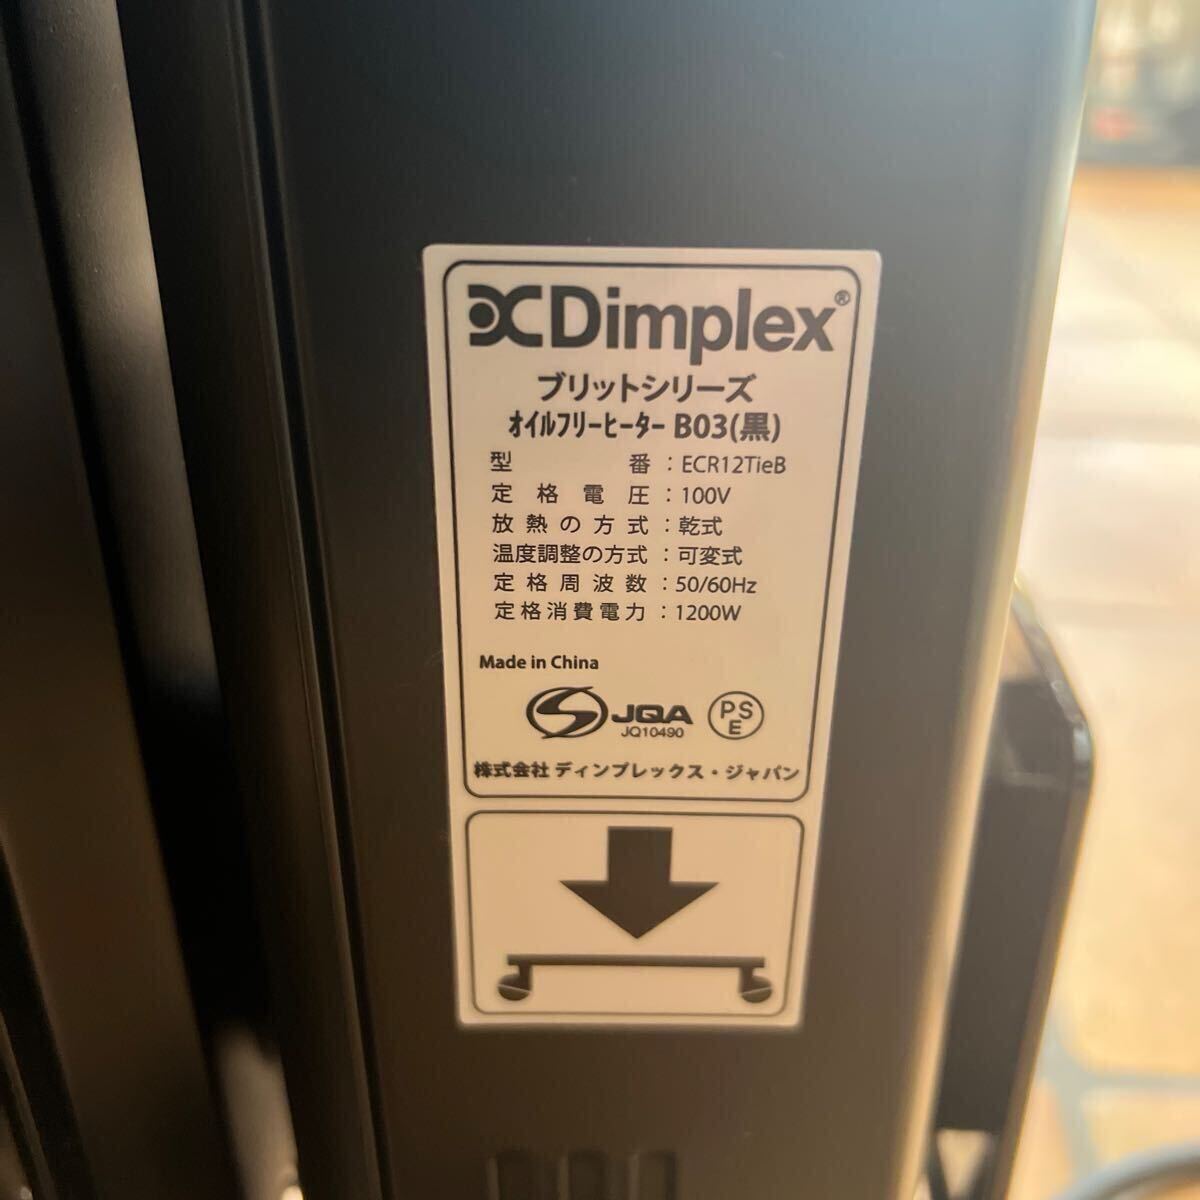 Dimplex®
ブリットシリーズ
オイルフリーヒーター B03(黒)
型番：ECR12TieB
定格電圧：100V
放熱の方式：乾式
温度調整の方式：可変式
定格周波数：50/60Hz
定格消費電力：1200W
Made in China
JQA
JQ10490
PS
E
株式会社 ディンプレックス・ジャパン